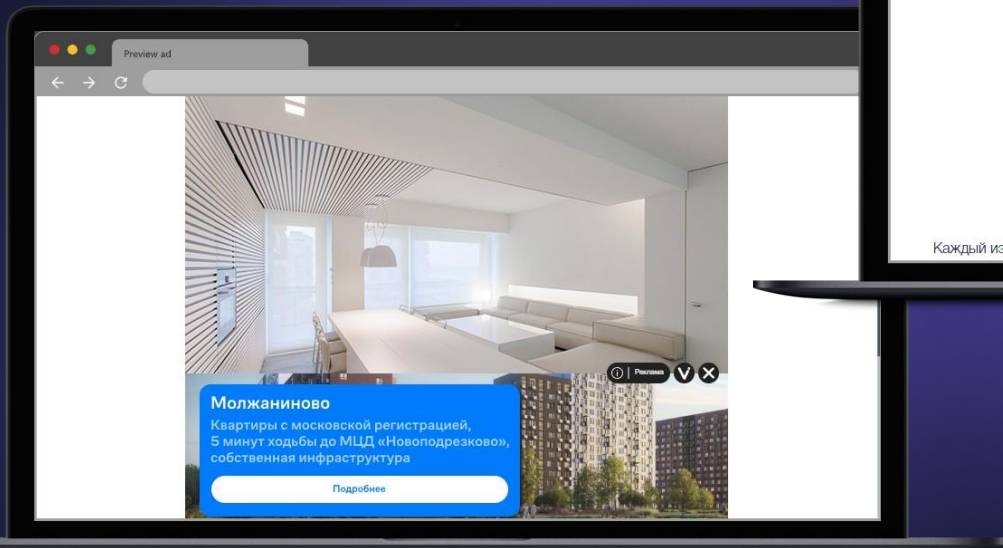 Preview ad
Каждый из
Реклама
Молжаниново
Квартиры с московской регистрацией,
5 минут ходьбы до МЦД «Новоподрезково»,
собственная инфраструктура
Подробнее